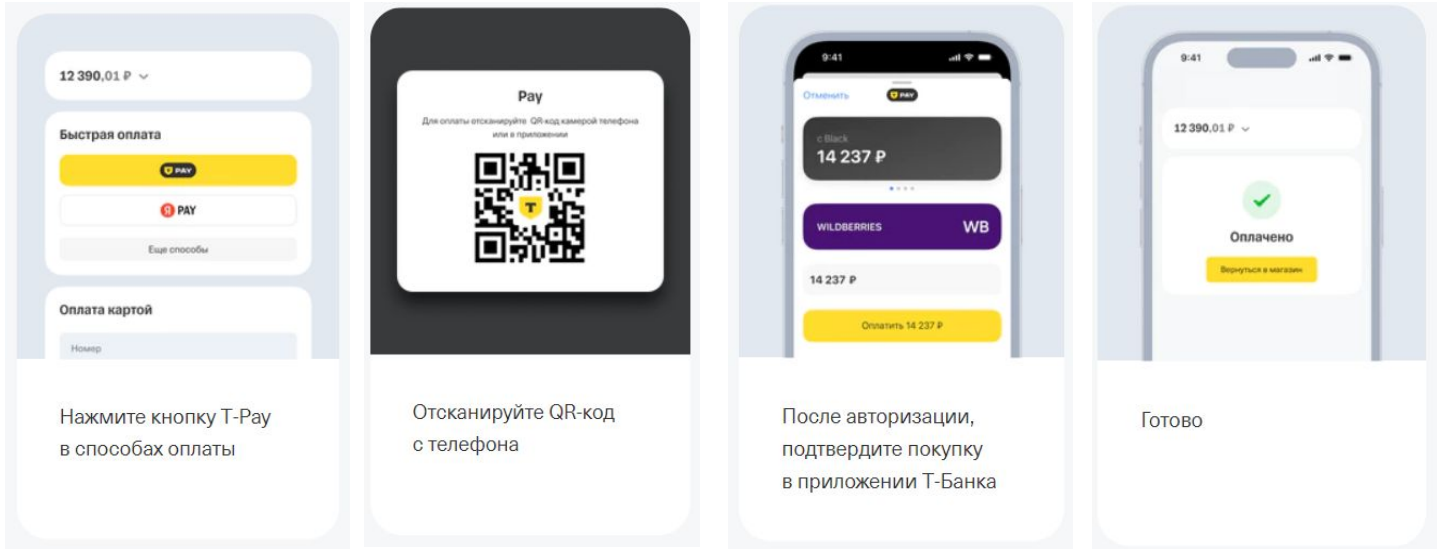 12 390,01 ₽
Быстрая оплата
PAY
Я PAY
Еще способы
Оплата картой
Номер
Нажмите кнопку T-Pay
в способах оплаты
Pay
Для оплаты отсканируйте QR-код камерой телефона
или в приложении
Т
Отсканируйте QR-код
с телефона
9:41
Отменить
PAY
с Black
14 237 ₽
WILDBERRIES WB
14 237 ₽
Оплатить 14 237 ₽
После авторизации,
подтвердите покупку
в приложении Т-Банка
9:41
12 390,01 ₽
Оплачено
Вернуться в магазин
Готово